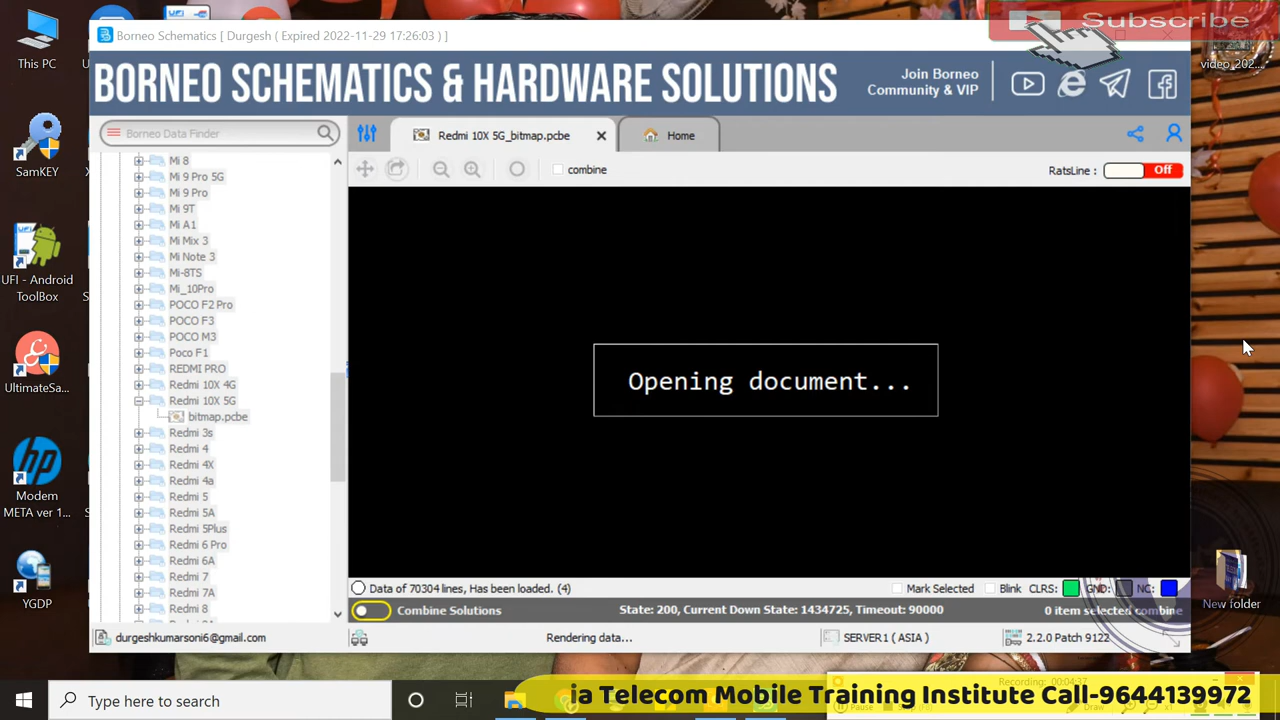 This PC
SamKEY
UFI - Android
ToolBox
UltimateSa...
Modem
META ver 1...
YGDP
Subscribe
video_202...
New folder
Borneo Schematics [ Durgesh ( Expired 2022-11-29 17:26:03 ) ]
BORNEO SCHEMATICS & HARDWARE SOLUTIONS
Join Borneo
Community & VIP
Borneo Data Finder
Redmi 10X 5G_bitmap.pcbe
Home
combine
RatsLine :
Off
Mi 8
Mi 9 Pro 5G
Mi 9 Pro
Mi 9T
Mi A1
Mi Mix 3
Mi Note 3
Mi-8TS
Mi_10Pro
POCO F2 Pro
POCO F3
POCO M3
Poco F1
REDMI PRO
Redmi 10X 4G
Redmi 10X 5G
bitmap.pcbe
Redmi 3s
Redmi 4
Redmi 4X
Redmi 4a
Redmi 5
Redmi 5A
Redmi 5Plus
Redmi 6 Pro
Redmi 6A
Redmi 7
Redmi 7A
Redmi 8
Opening document...
Data of 70304 lines, Has been loaded. (4)
Mark Selected
Blink
CLRS:
GND:
NC:
Combine Solutions
State: 200, Current Down State: 1434725, Timeout: 90000
0 item selected combine
durgeshkumarsoni6@gmail.com
Rendering data...
SERVER1 ( ASIA )
2.2.0 Patch 9122
Recording: 00:04:37
Pause
Draw
Type here to search
ia Telecom Mobile Training Institute Call-9644139972